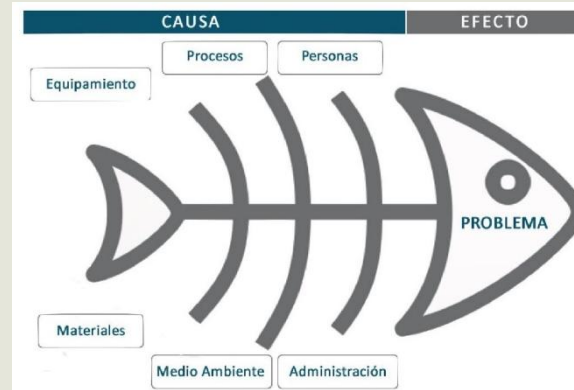 CAUSA
EFECTO
Procesos
Personas
Equipamiento
PROBLEMA
Materiales
Medio Ambiente
Administración